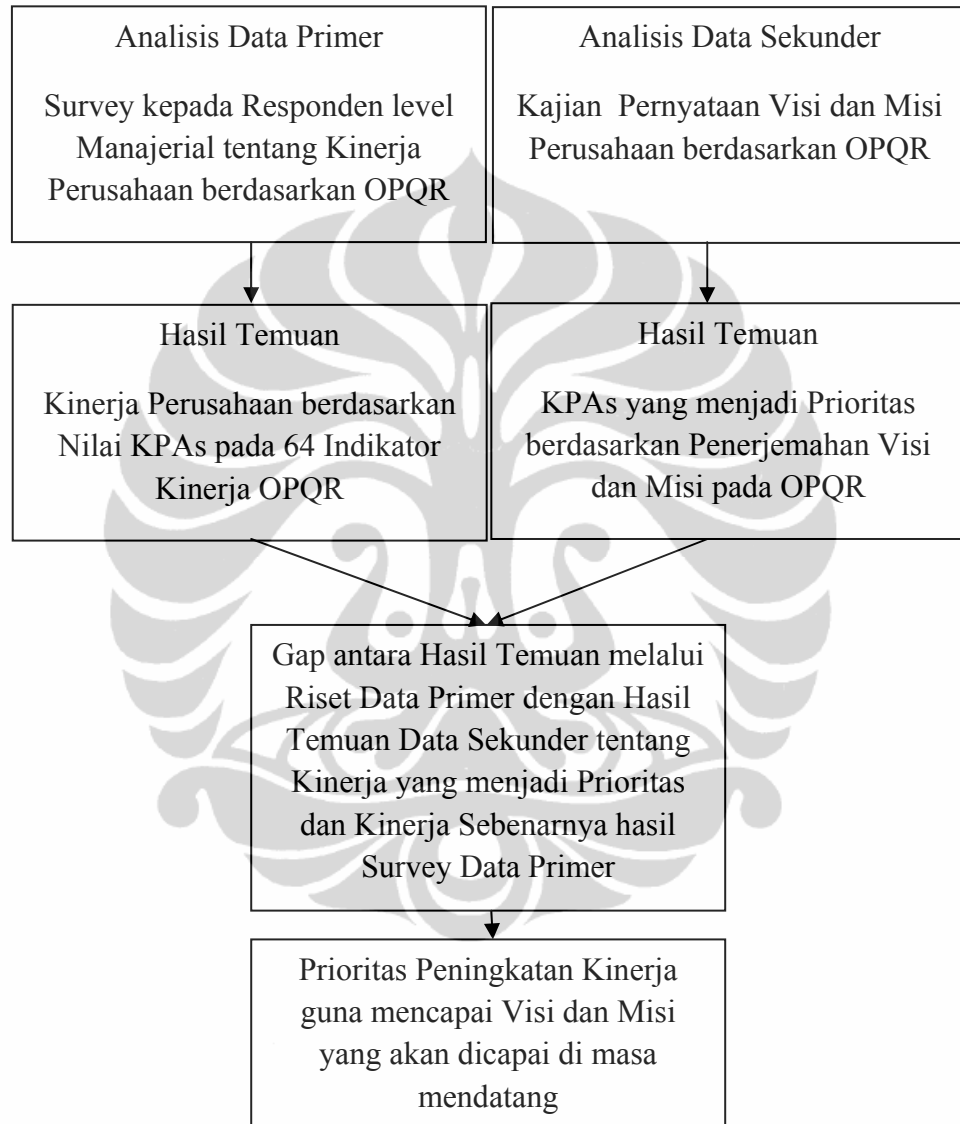 Analisis Data Primer
Survey kepada Responden level
Manajerial tentang Kinerja
Perusahaan berdasarkan OPQR
Analisis Data Sekunder
Kajian Pernyataan Visi dan Misi
Perusahaan berdasarkan OPQR
Hasil Temuan
Kinerja Perusahaan berdasarkan
Nilai KPAs pada 64 Indikator
Kinerja OPQR
Hasil Temuan
KPAs yang menjadi Prioritas
berdasarkan Penerjemahan Visi
dan Misi pada OPQR
Gap antara Hasil Temuan melalui
Riset Data Primer dengan Hasil
Temuan Data Sekunder tentang
Kinerja yang menjadi Prioritas
dan Kinerja Sebenarnya hasil
Survey Data Primer
Prioritas Peningkatan Kinerja
guna mencapai Visi dan Misi
yang akan dicapai di masa
mendatang